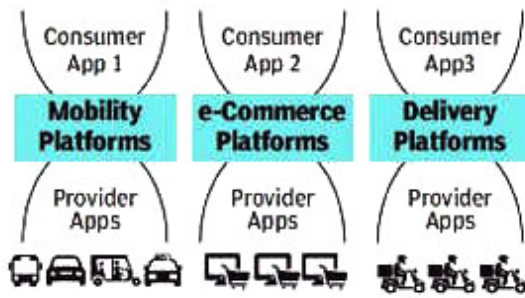 Consumer
App 1
Mobility
Platforms
Provider
Apps
Consumer
App 2
e-Commerce
Platforms
Provider
Apps
Consumer
App3
Delivery
Platforms
Provider
Apps